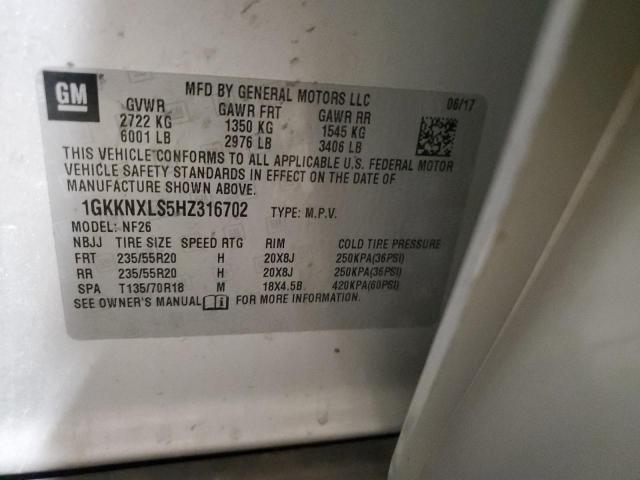 GM
MFD BY GENERAL MOTORS LLC 06/17
GVWR GAWR FRT GAWR RR
2722 KG 1350 KG 1545 KG
6001 LB 2976 LB 3406 LB
THIS VEHICLE CONFORMS TO ALL APPLICABLE U.S. FEDERAL MOTOR
VEHICLE SAFETY STANDARDS IN EFFECT ON THE DATE OF
MANUFACTURE SHOWN ABOVE.
1GKKNXLS5HZ316702 TYPE: M.P.V.
MODEL: NF26
NBJJ TIRE SIZE SPEED RTG RIM COLD TIRE PRESSURE
FRT 235/55R20 H 20X8J 250KPA(36PSI)
RR 235/55R20 H 20X8J 250KPA(36PSI)
SPA T135/70R18 M 18X4.5B 420KPA(60PSI)
SEE OWNER'S MANUAL FOR MORE INFORMATION.